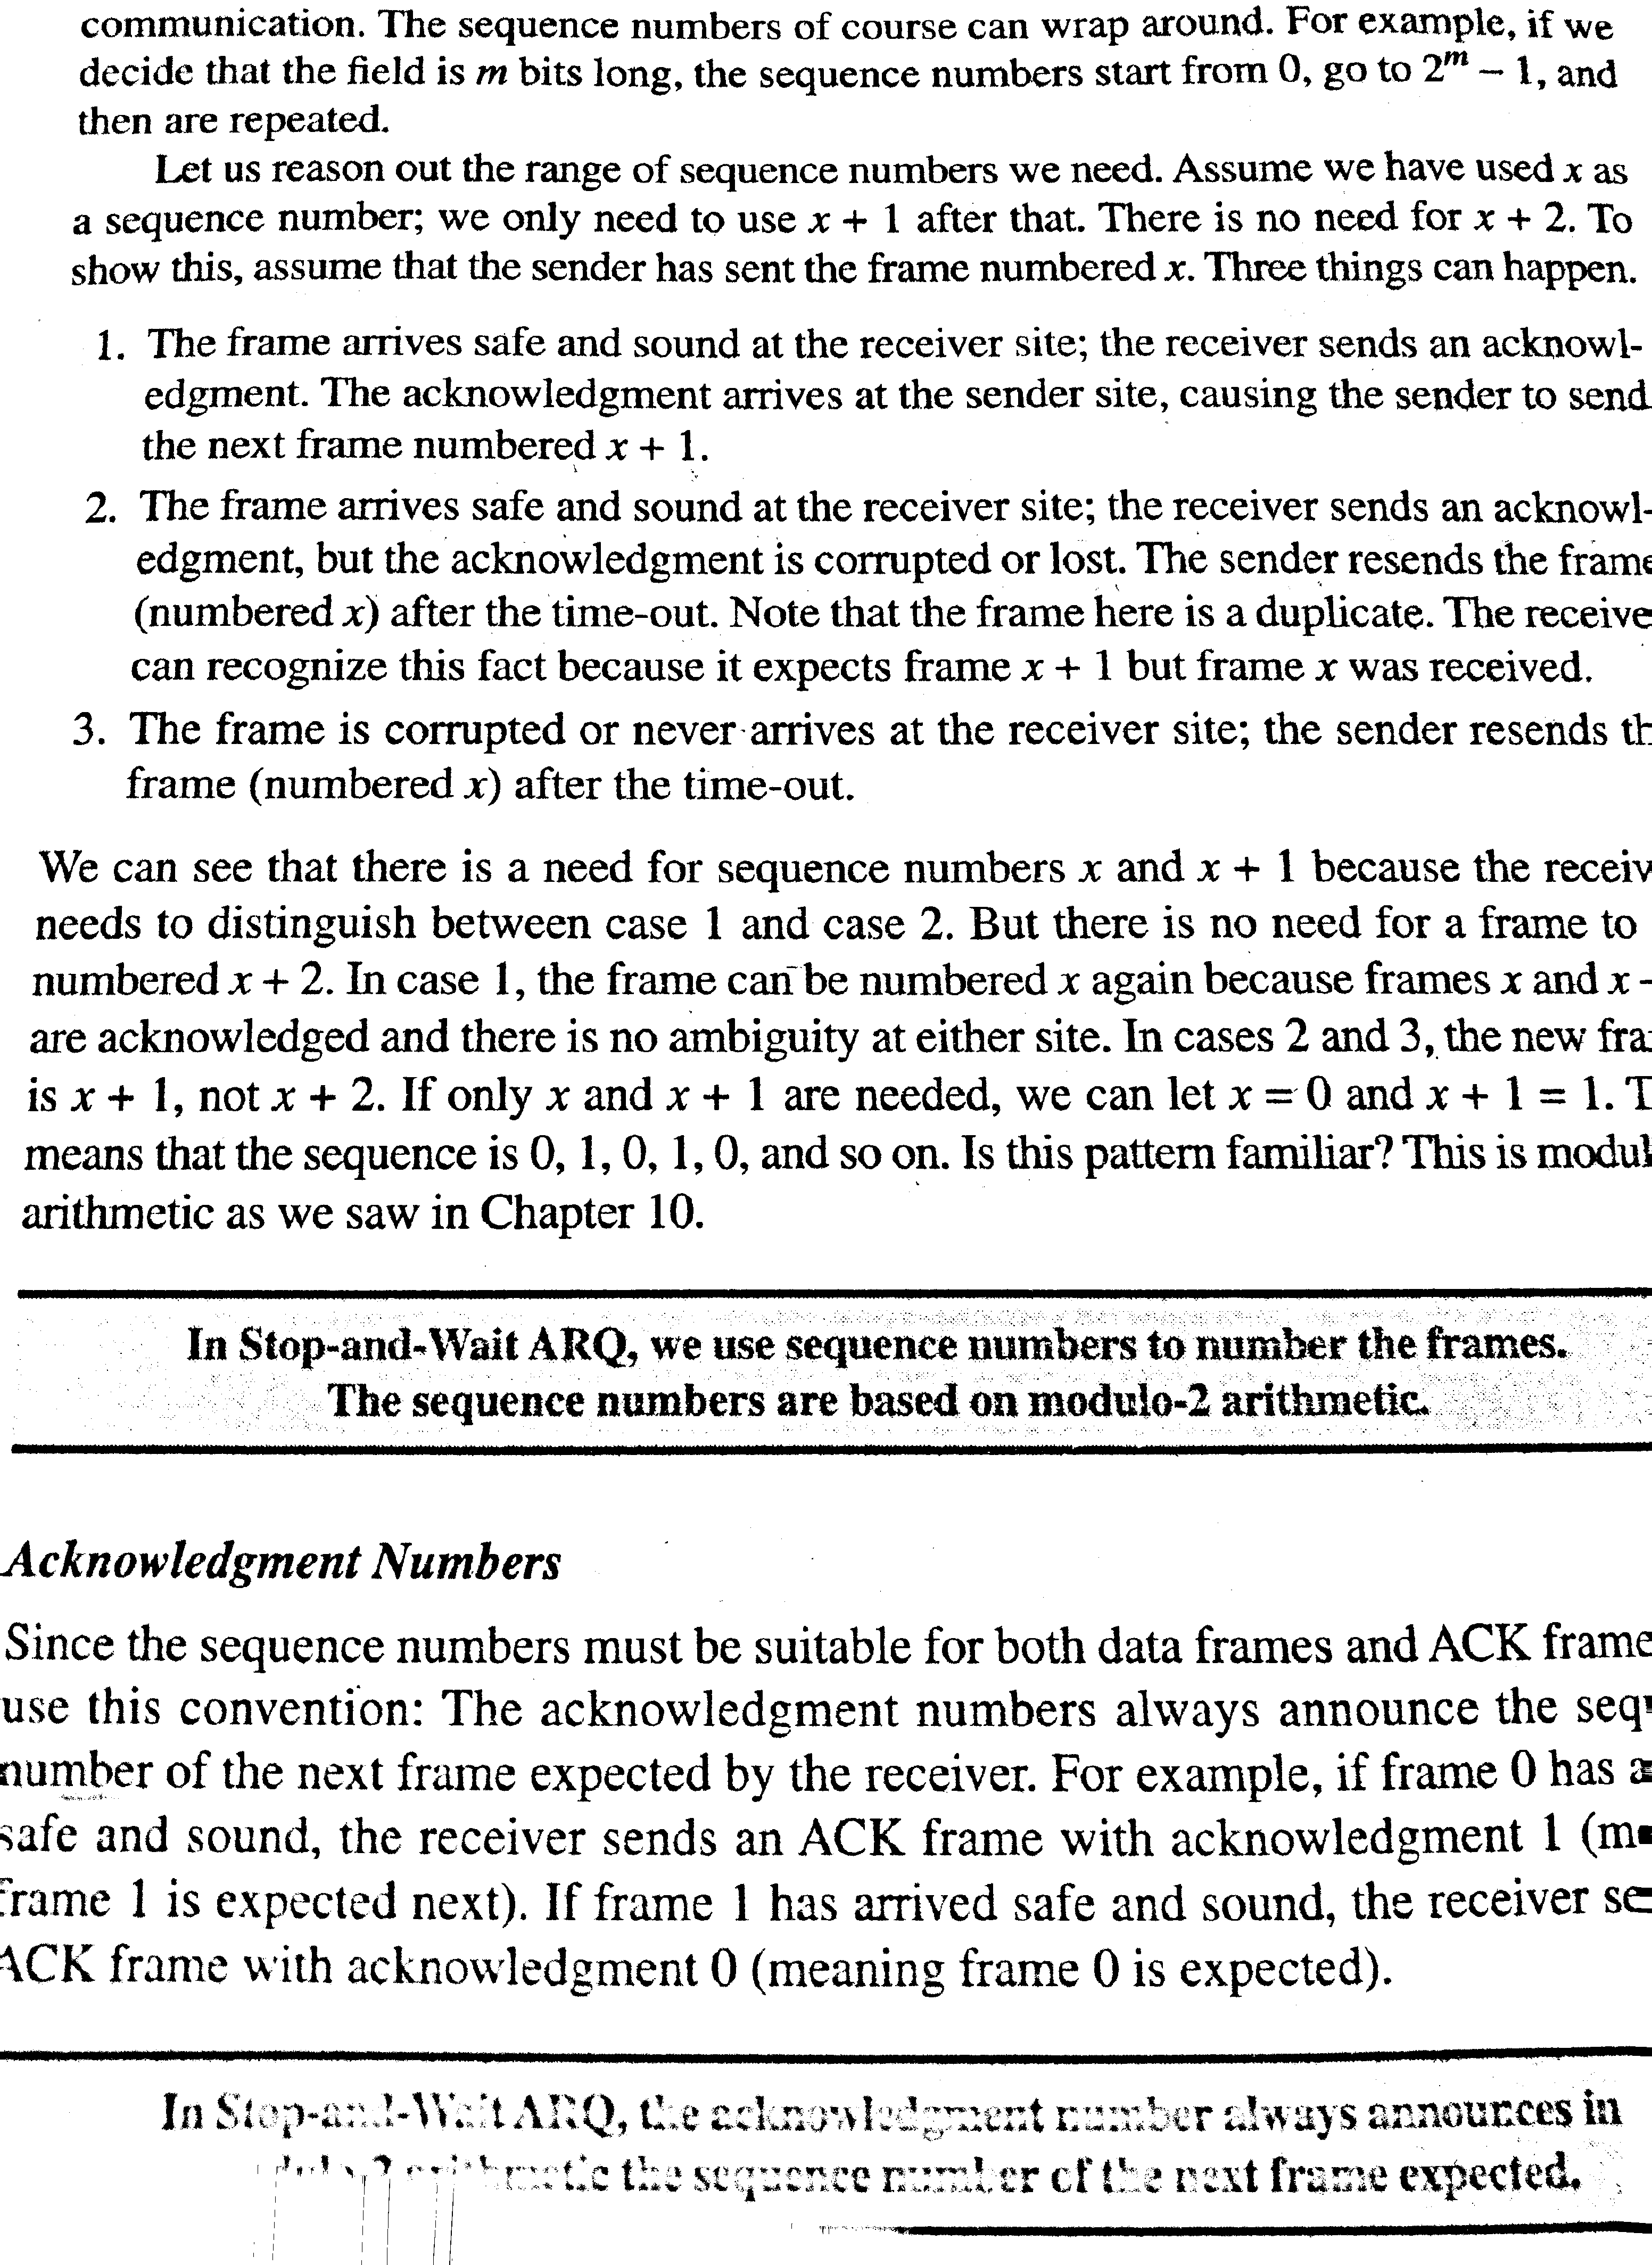 communication. The sequence numbers of course can wrap around. For example, if we
decide that the field is m bits long, the sequence numbers start from 0, go to 2^m – 1, and
then are repeated.
Let us reason out the range of sequence numbers we need. Assume we have used x as
a sequence number; we only need to use x + 1 after that. There is no need for x + 2. To
show this, assume that the sender has sent the frame numbered x. Three things can happen.
1. The frame arrives safe and sound at the receiver site; the receiver sends an acknowl-
edgment. The acknowledgment arrives at the sender site, causing the sender to send
the next frame numbered x + 1.
2. The frame arrives safe and sound at the receiver site; the receiver sends an acknowl-
edgment, but the acknowledgment is corrupted or lost. The sender resends the frame
(numbered x) after the time-out. Note that the frame here is a duplicate. The receive
can recognize this fact because it expects frame x + 1 but frame x was received.
3. The frame is corrupted or never arrives at the receiver site; the sender resends th
frame (numbered x) after the time-out.
We can see that there is a need for sequence numbers x and x + 1 because the receiv
needs to distinguish between case 1 and case 2. But there is no need for a frame to
numbered x + 2. In case 1, the frame can be numbered x again because frames x and x
are acknowledged and there is no ambiguity at either site. In cases 2 and 3, the new fra
is x + 1, not x + 2. If only x and x + 1 are needed, we can let x = 0 and x + 1 = 1. T
means that the sequence is 0, 1, 0, 1, 0, and so on. Is this pattern familiar? This is modul
arithmetic as we saw in Chapter 10.
In Stop-and-Wait ARQ, we use sequence numbers to number the frames.
The sequence numbers are based on modulo-2 arithmetic.
Acknowledgment Numbers
Since the sequence numbers must be suitable for both data frames and ACK frame
use this convention: The acknowledgment numbers always announce the seq
number of the next frame expected by the receiver. For example, if frame 0 has a
safe and sound, the receiver sends an ACK frame with acknowledgment 1 (m
frame 1 is expected next). If frame 1 has arrived safe and sound, the receiver se
ACK frame with acknowledgment 0 (meaning frame 0 is expected).
In Stop-and-Wait ARQ, the acknowledgment number always announces in
arithmetic the sequence number of the next frame expected.